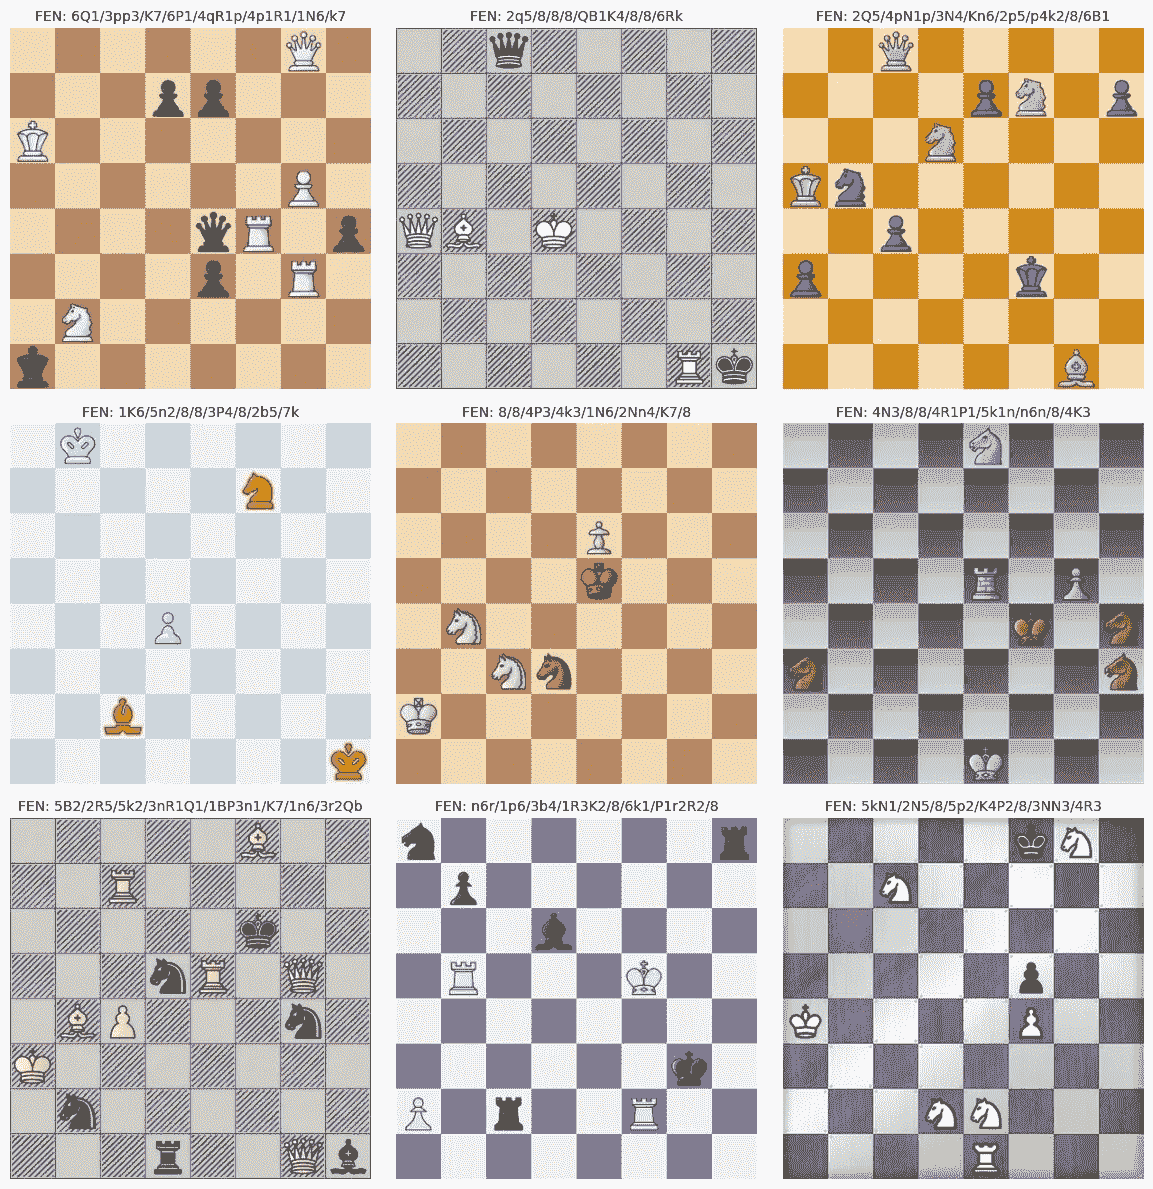 FEN: 6Q1/3pp3/K7/6P1/4qR1p/4p1R1/1N6/k7
FEN: 2q5/8/8/8/QB1K4/8/8/6Rk
FEN: 2Q5/4pN1p/3N4/Kn6/2p5/p4k2/8/6B1
FEN: 1K6/5n2/8/8/3P4/8/2b5/7k
FEN: 8/8/4P3/4k3/1N6/2Nn4/K7/8
FEN: 4N3/8/8/4R1P1/5k1n/n6n/8/4K3
FEN: 5B2/2R5/5k2/3nR1Q1/1BP3n1/K7/1n6/3r2Qb
FEN: n6r/1p6/3b4/1R3K2/8/6k1/P1r2R2/8
FEN: 5kN1/2N5/8/5p2/K4P2/8/3NN3/4R3